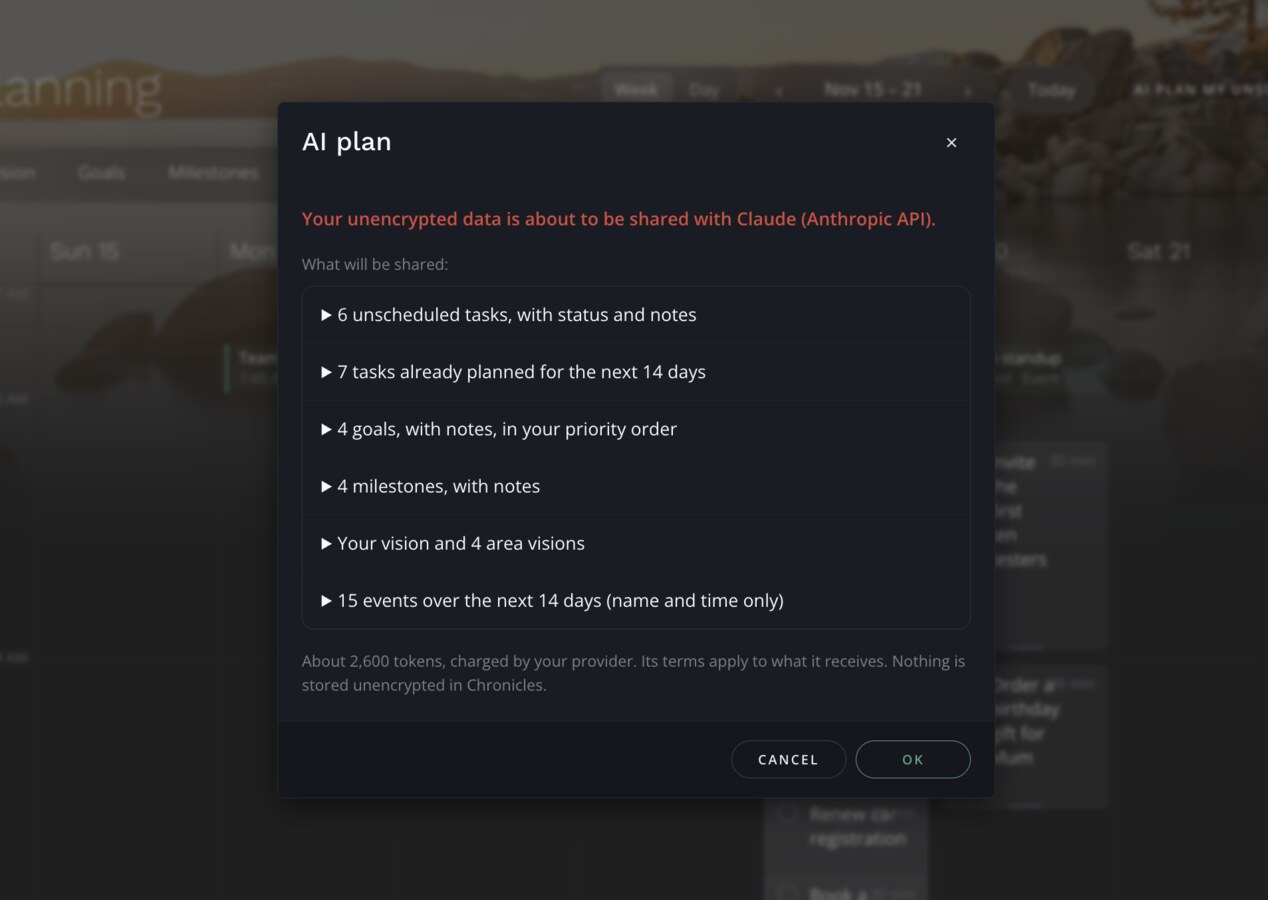 Week Day Nov 15 - 21 Today
Goals Milestones
Sun 15 Mon Sat 21
AI plan
Your unencrypted data is about to be shared with Claude (Anthropic API).
What will be shared:
6 unscheduled tasks, with status and notes
7 tasks already planned for the next 14 days
4 goals, with notes, in your priority order
4 milestones, with notes
Your vision and 4 area visions
15 events over the next 14 days (name and time only)
About 2,600 tokens, charged by your provider. Its terms apply to what it receives. Nothing is
stored unencrypted in Chronicles.
CANCEL OK
standup
Renew car
registration